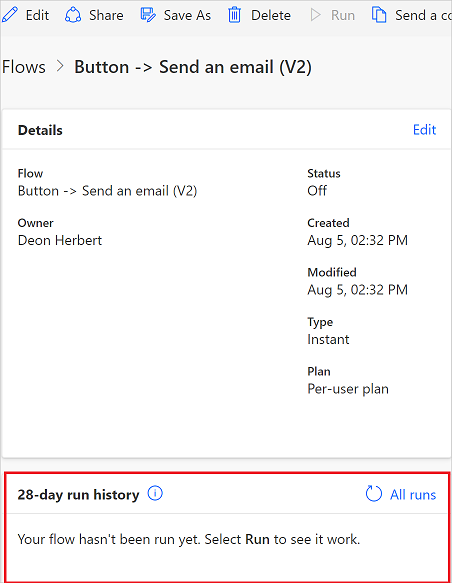 Edit Share Save As Delete Run Send a co
Flows > Button -> Send an email (V2)
Details Edit
Flow Status
Button -> Send an email (V2) Off
Owner Created
Deon Herbert Aug 5, 02:32 PM
Modified
Aug 5, 02:32 PM
Type
Instant
Plan
Per-user plan
28-day run history All runs
Your flow hasn't been run yet. Select Run to see it work.